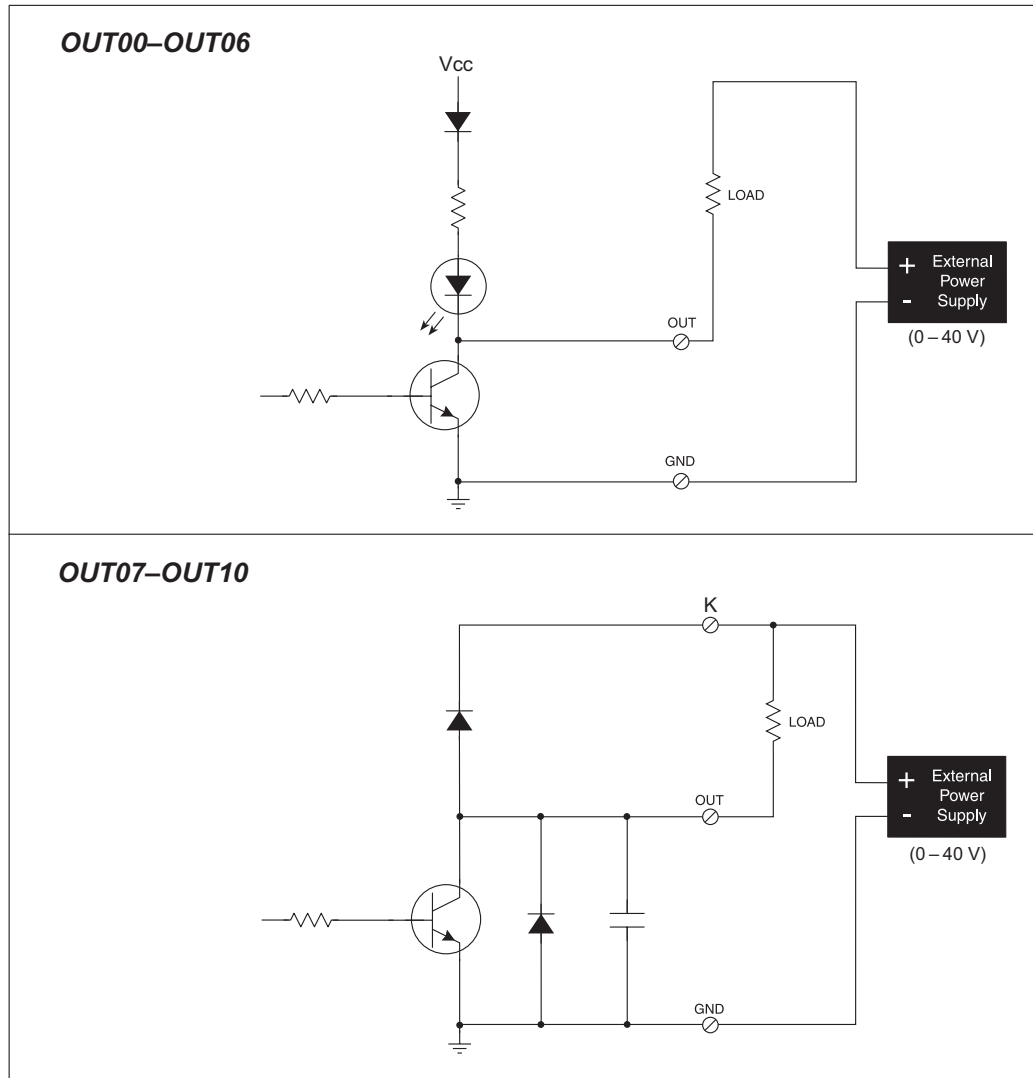 OUT00–OUT06
Vcc
LOAD
+ External
Power
- Supply
(0–40 V)
OUT
GND
OUT07–OUT10
K
LOAD
+ External
Power
- Supply
(0–40 V)
OUT
GND